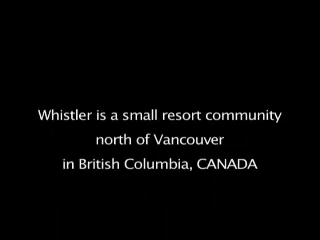 Whistler is a small resort community
north of Vancouver
in British Columbia, CANADA